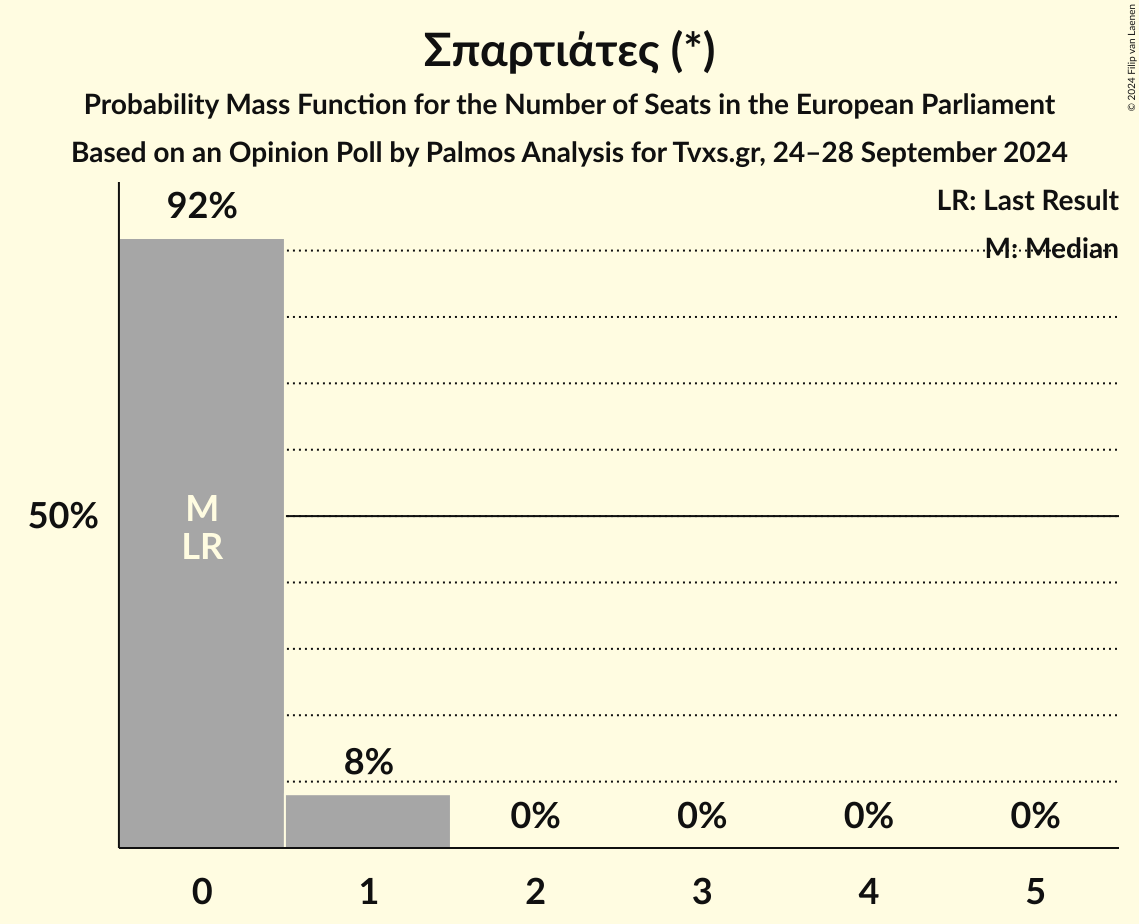 Σπαρτιάτες (*)
Probability Mass Function for the Number of Seats in the European Parliament
Based on an Opinion Poll by Palmos Analysis for Tvxs.gr, 24–28 September 2024
© 2024 Filip van Laenen
LR: Last Result
M: Median
92%
50%
M
LR
8%
0%
0%
0%
0%
0
1
2
3
4
5